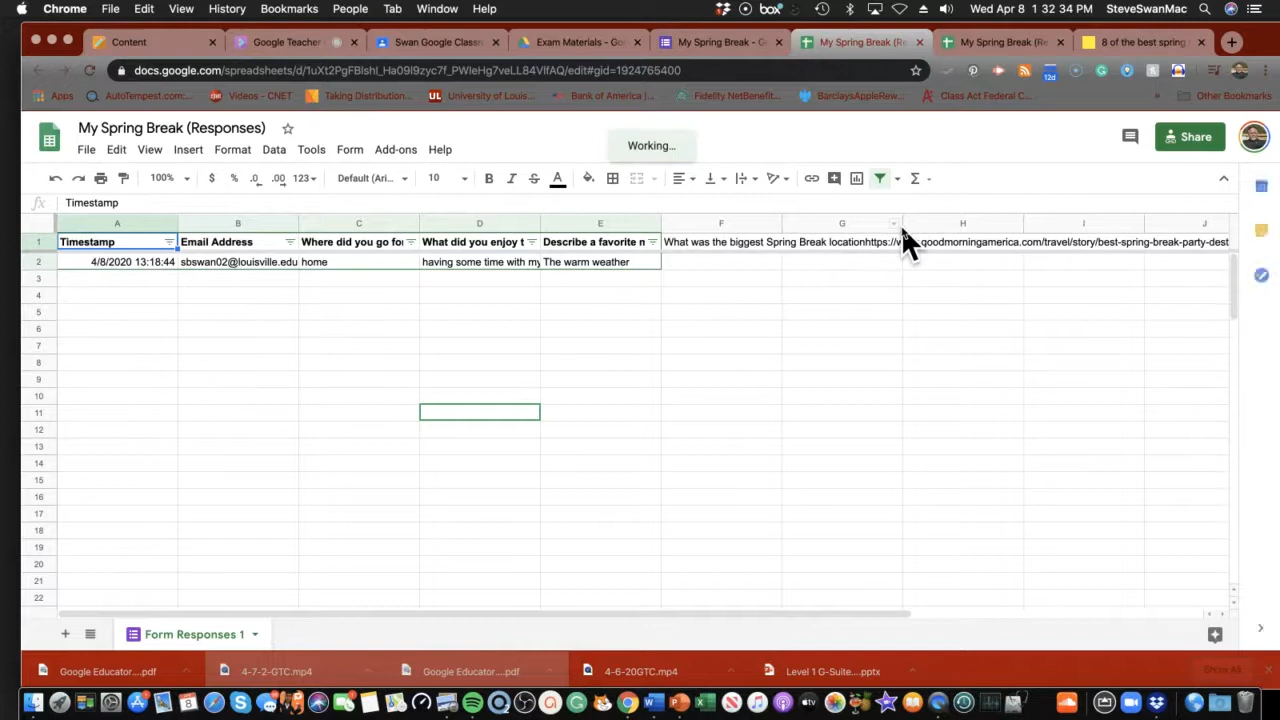 Chrome File Edit View History Bookmarks People Tab Window Help box Wed Apr 8 1:32:34 PM SteveSwanMac
Content Google Teacher Swan Google Classr Exam Materials - Go My Spring Break - G My Spring Break (Re My Spring Break (Re 8 of the best spring
docs.google.com/spreadsheets/d/1uXt2PgFBIshl_Ha09l9zyc7f_PWIeHg7veLL84VlfAQ/edit#gid=1924765400 12d
Apps AutoTempest.com:... Videos - CNET Taking Distribution... UL University of Louis... Bank of America |... Fidelity NetBenefit... BarclaysAppleRew... Class Act Federal C... » Other Bookmarks
My Spring Break (Responses)
Working...
Share
File Edit View Insert Format Data Tools Form Add-ons Help
100% $ % .0 .00 123 Default (Ari... 10 B I S A Σ
fx Timestamp
A B C D E F G H I J
1 Timestamp Email Address Where did you go for What did you enjoy t Describe a favorite n What was the biggest Spring Break locationhttps://w goodmorningamerica.com/travel/story/best-spring-break-party-dest
2 4/8/2020 13:18:44 sbswan02@louisville.edu home having some time with my The warm weather
3
4
5
6
7
8
9
10
11
12
13
14
15
16
17
18
19
20
21
22
+ Form Responses 1
Google Educator....pdf 4-7-2-GTC.mp4 Google Educator....pdf 4-6-20GTC.mp4 Level 1 G-Suite....pptx Show All